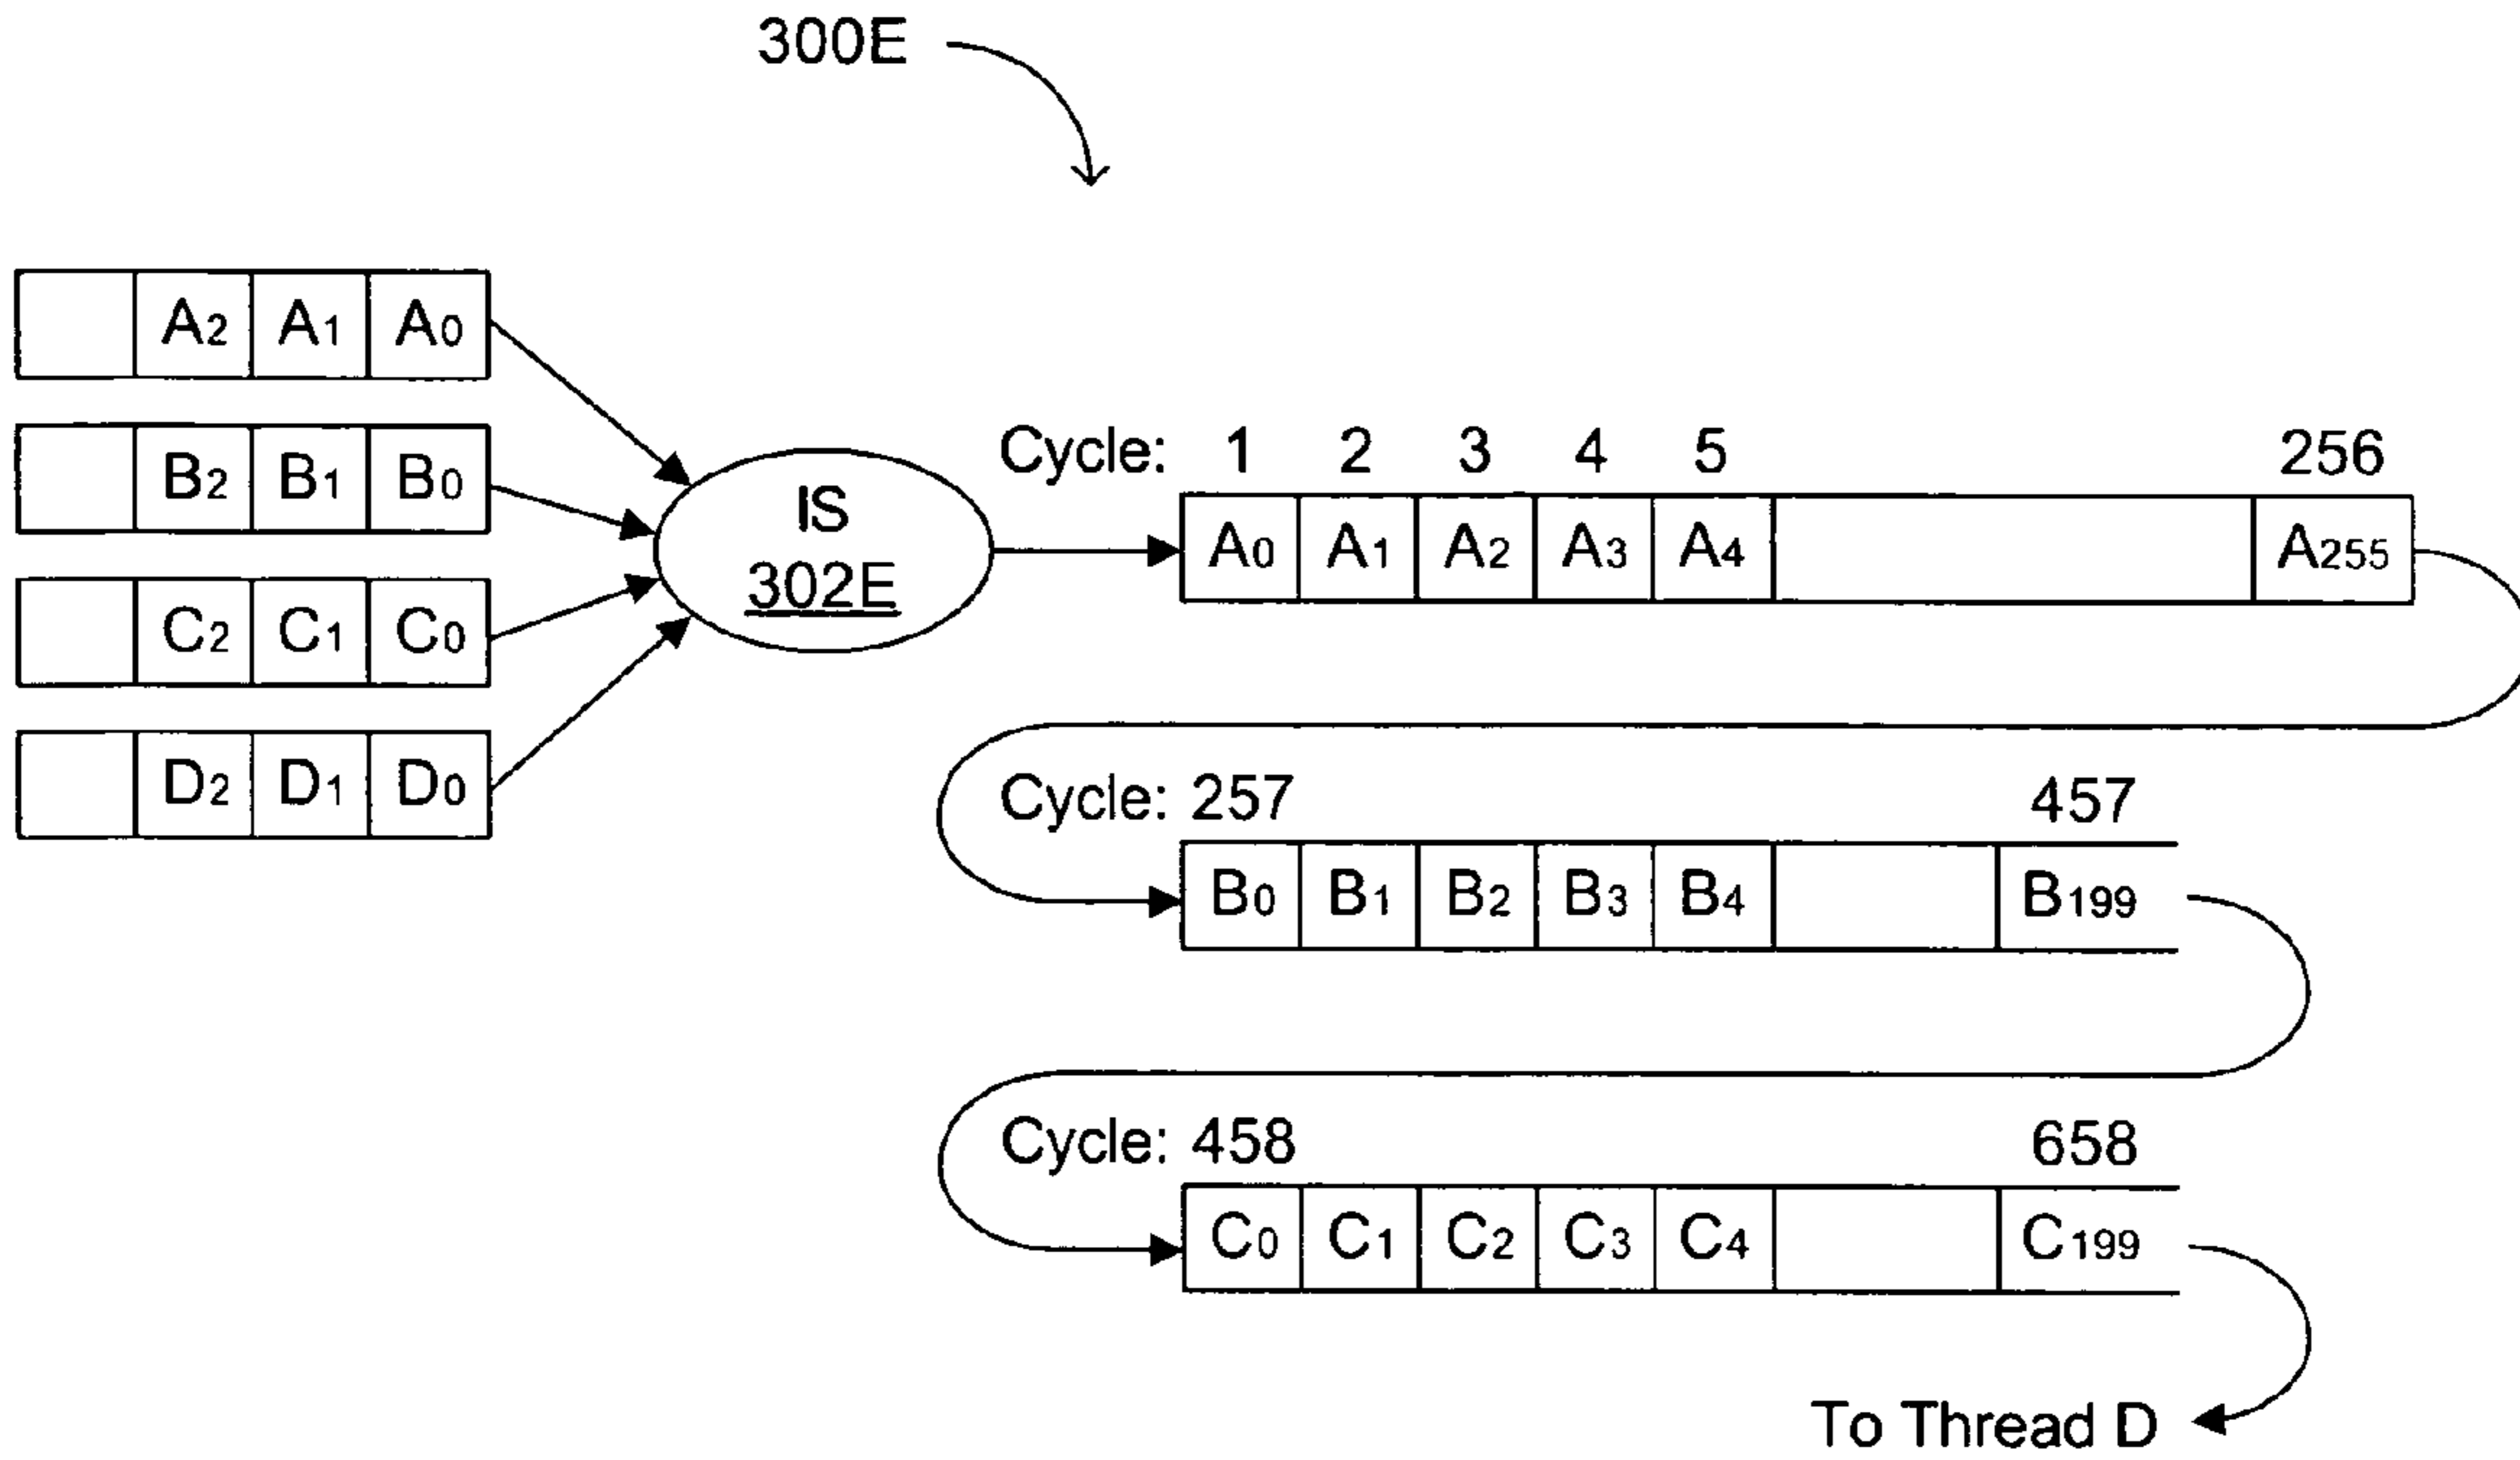 300E
A2 A1 A0
B2 B1 B0
C2 C1 C0
D2 D1 D0
IS
302E
Cycle: 1 2 3 4 5 256
A0 A1 A2 A3 A4 A255
Cycle: 257 457
B0 B1 B2 B3 B4 B199
Cycle: 458 658
C0 C1 C2 C3 C4 C199
To Thread D